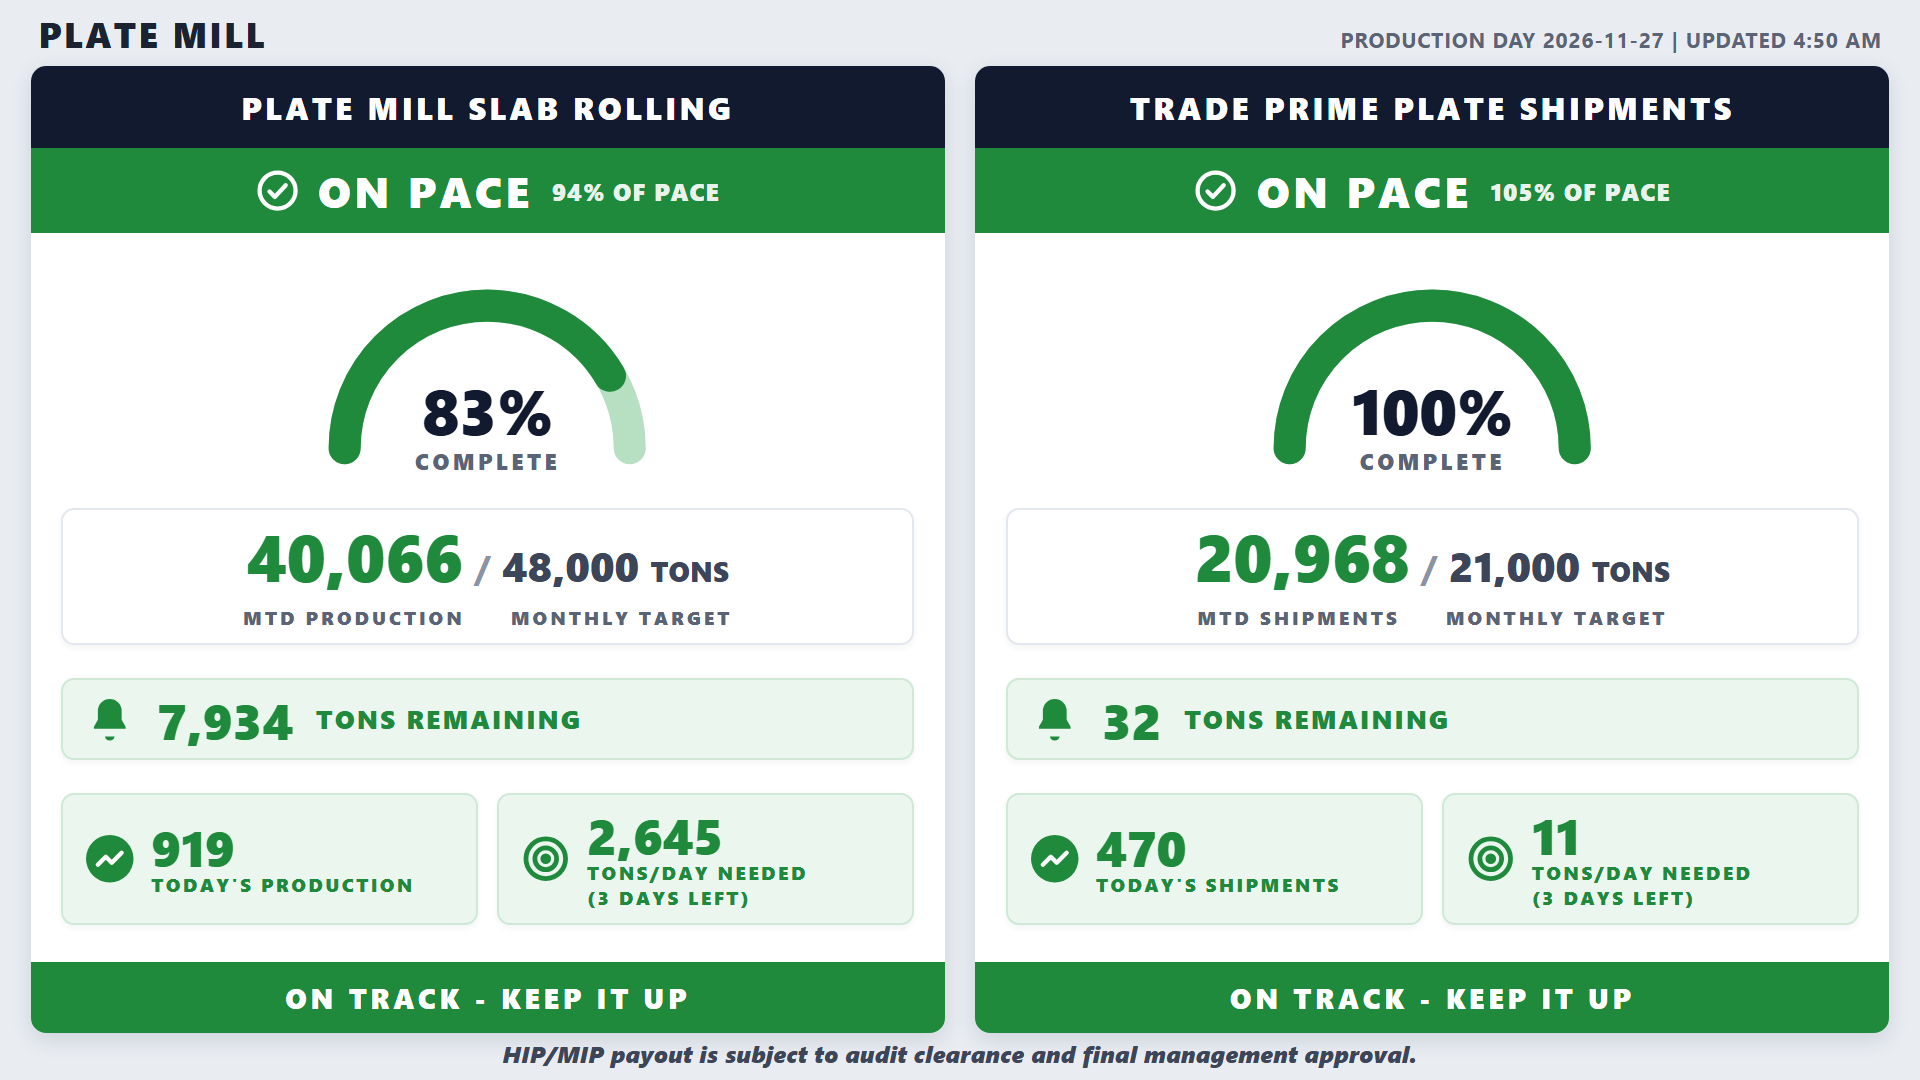 PLATE MILL
PRODUCTION DAY 2026-11-27 | UPDATED 4:50 AM
PLATE MILL SLAB ROLLING
ON PACE 94% OF PACE
83%
COMPLETE
40,066 / 48,000 TONS
MTD PRODUCTION MONTHLY TARGET
7,934 TONS REMAINING
919
TODAY'S PRODUCTION
2,645
TONS/DAY NEEDED
(3 DAYS LEFT)
ON TRACK - KEEP IT UP
TRADE PRIME PLATE SHIPMENTS
ON PACE 105% OF PACE
100%
COMPLETE
20,968 / 21,000 TONS
MTD SHIPMENTS MONTHLY TARGET
32 TONS REMAINING
470
TODAY'S SHIPMENTS
11
TONS/DAY NEEDED
(3 DAYS LEFT)
ON TRACK - KEEP IT UP
HIP/MIP payout is subject to audit clearance and final management approval.